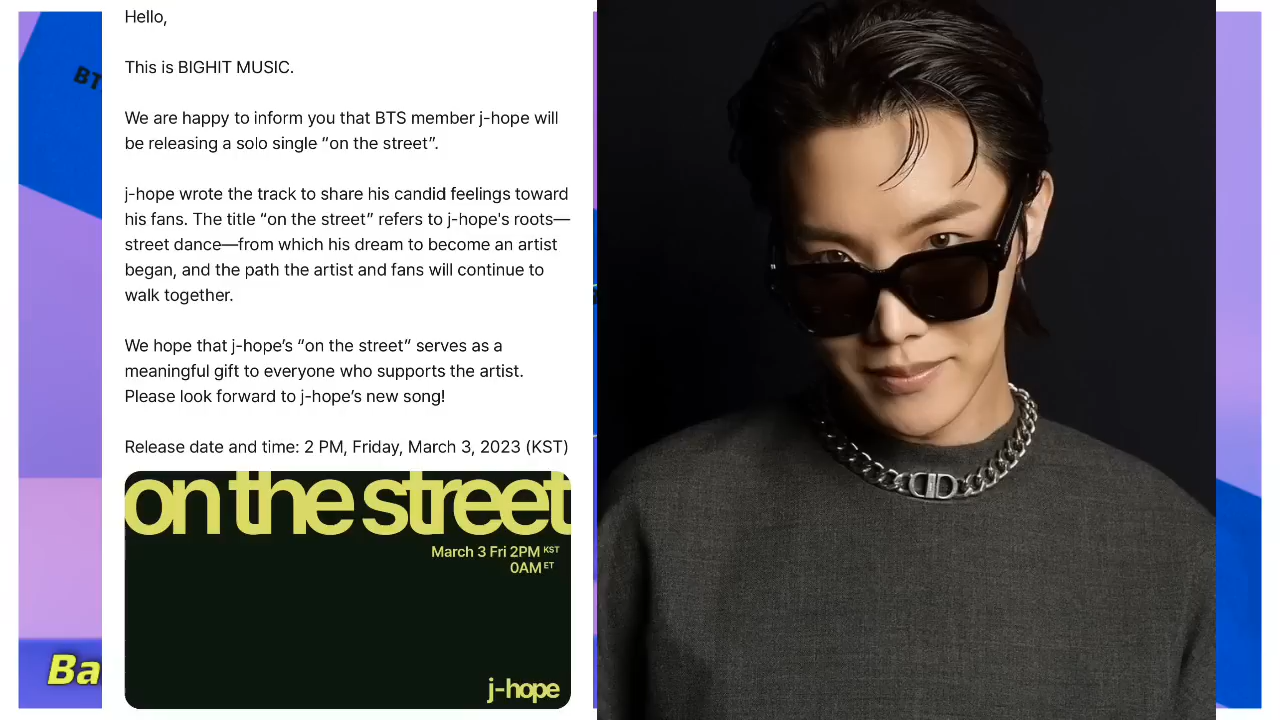 Hello,
This is BIGHIT MUSIC.
We are happy to inform you that BTS member j-hope will
be releasing a solo single “on the street”.
j-hope wrote the track to share his candid feelings toward
his fans. The title “on the street” refers to j-hope's roots—
street dance—from which his dream to become an artist
began, and the path the artist and fans will continue to
walk together.
We hope that j-hope’s “on the street” serves as a
meaningful gift to everyone who supports the artist.
Please look forward to j-hope’s new song!
Release date and time: 2 PM, Friday, March 3, 2023 (KST)
on the street
March 3 Fri 2PM KST
0AM ET
j-hope